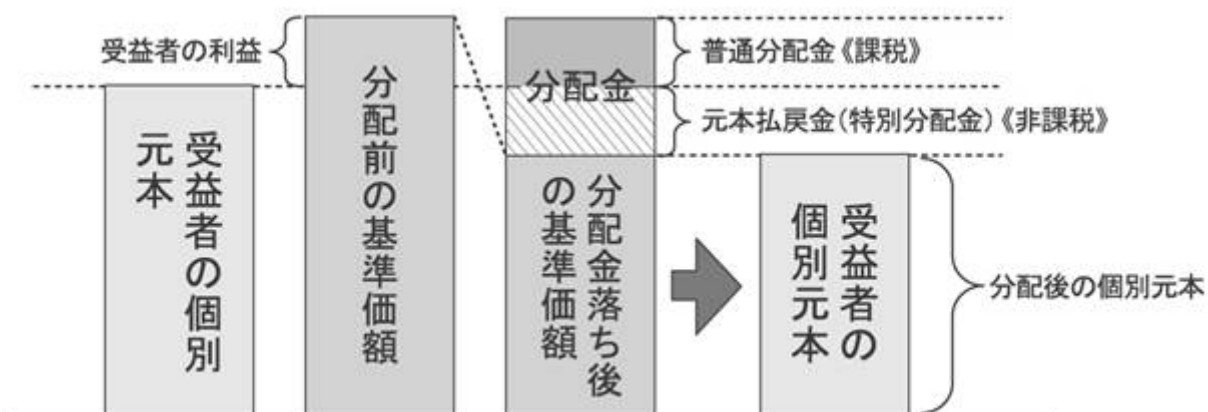 受益者の利益
受益者の個別
元本
分配前の基準価額
分配金
分配金落ち後
の基準価額
普通分配金《課税》
元本払戻金(特別分配金)《非課税》
受益者の
個別元本
分配後の個別元本